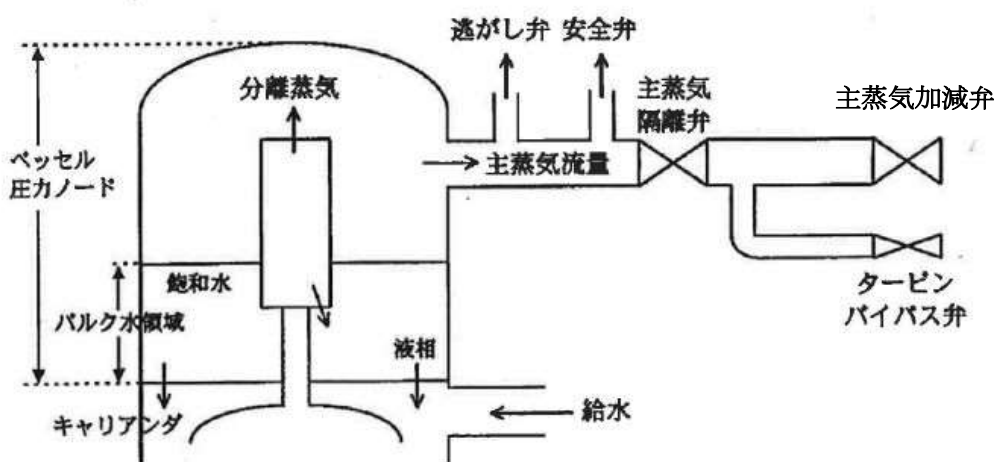 逃がし弁 安全弁
分離蒸気
主蒸気
隔離弁
主蒸気加減弁
ベッセル
圧力ノード
主蒸気流量
飽和水
バルク水領域
タービン
バイパス弁
液相
キャリアンダ
給水